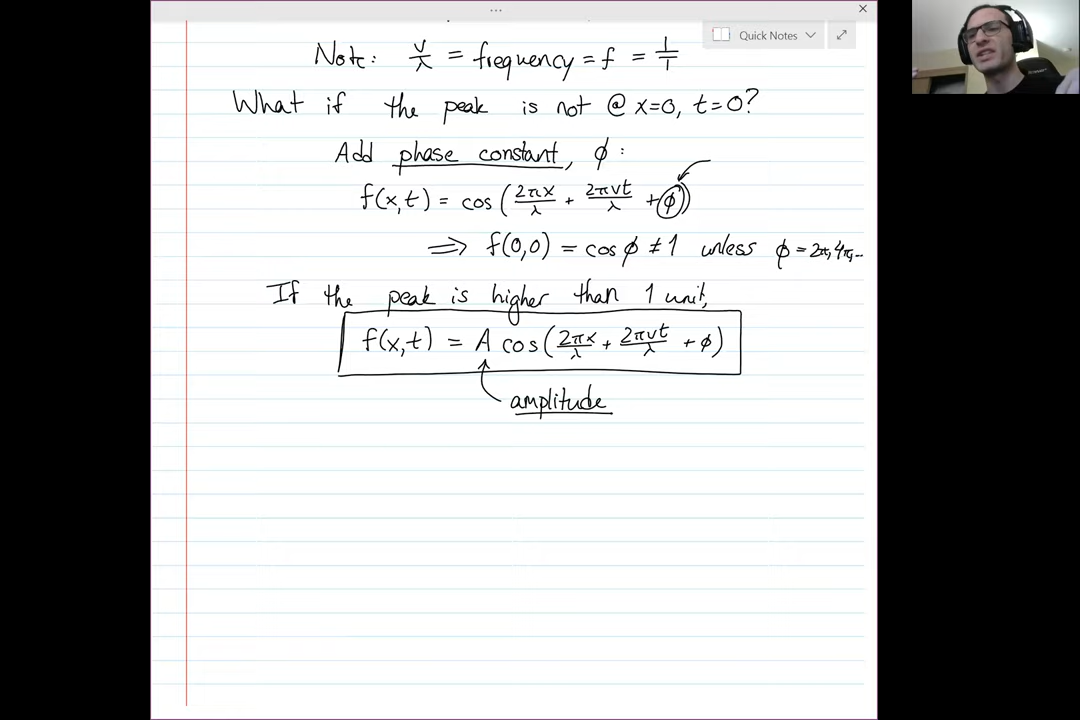 Quick Notes
Note: v/λ = frequency = f = 1/T
What if the peak is not @ x=0, t=0?
Add phase constant, ϕ:
f(x,t) = cos(2πx/λ + 2πvt/λ + ϕ)
⟹ f(0,0) = cosϕ ≠ 1 unless ϕ = 2π, 4π,...
If the peak is higher than 1 unit,
f(x,t) = A cos(2πx/λ + 2πvt/λ + ϕ)
amplitude